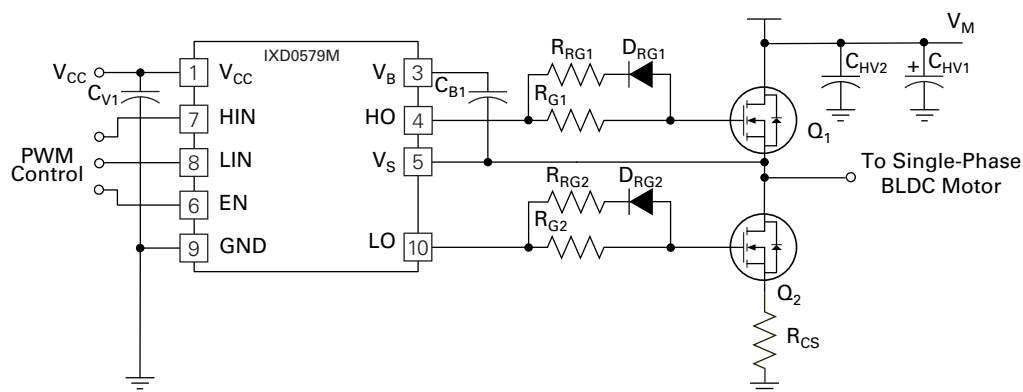 IXD0579M
V_CC
C_V1
PWM
Control
1
V_CC
7
HIN
8
LIN
6
EN
9
GND
V_B
3
HO
4
V_S
5
LO
10
C_B1
R_RG1
D_RG1
R_G1
R_RG2
D_RG2
R_G2
Q_1
Q_2
R_CS
V_M
C_HV2
+
C_HV1
To Single-Phase
BLDC Motor